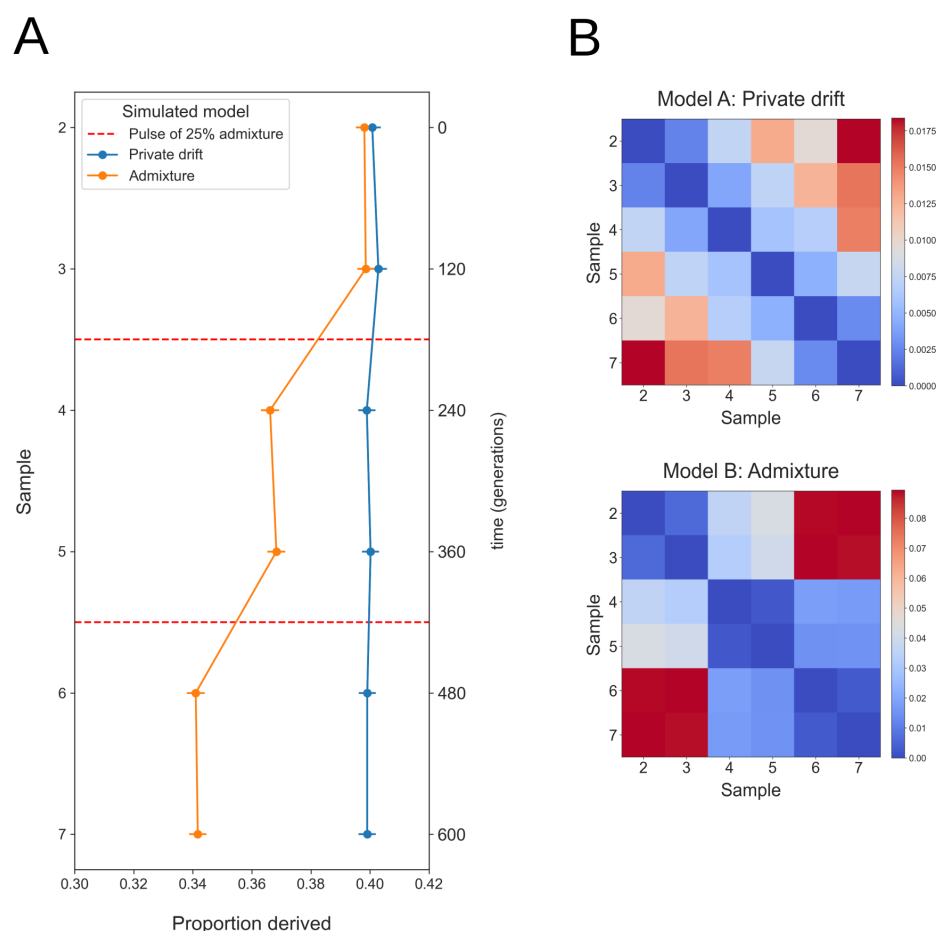 A
Simulated model
Pulse of 25% admixture
Private drift
Admixture
2
3
4
5
6
7
Sample
0
120
240
360
480
600
time (generations)
0.30 0.32 0.34 0.36 0.38 0.40 0.42
Proportion derived
B
Model A: Private drift
2
3
4
5
6
7
Sample
2 3 4 5 6 7
Sample
0.0175
0.0150
0.0125
0.0100
0.0075
0.0050
0.0025
0.0000
Model B: Admixture
2
3
4
5
6
7
Sample
2 3 4 5 6 7
Sample
0.08
0.07
0.06
0.05
0.04
0.03
0.02
0.01
0.00